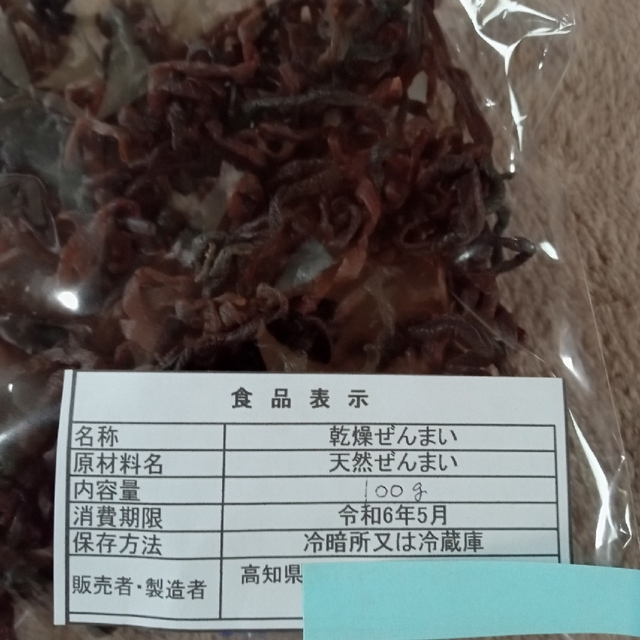 食品表示
名称 乾燥ぜんまい
原材料名 天然ぜんまい
内容量 100g
消費期限 令和6年5月
保存方法 冷暗所又は冷蔵庫
販売者・製造者 高知県